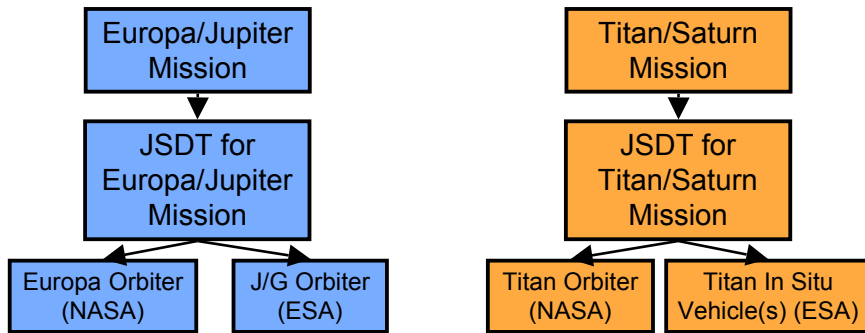 Europa/Jupiter
Mission
JSDT for
Europa/Jupiter
Mission
Europa Orbiter
(NASA)
J/G Orbiter
(ESA)
Titan/Saturn
Mission
JSDT for
Titan/Saturn
Mission
Titan Orbiter
(NASA)
Titan In Situ
Vehicle(s) (ESA)